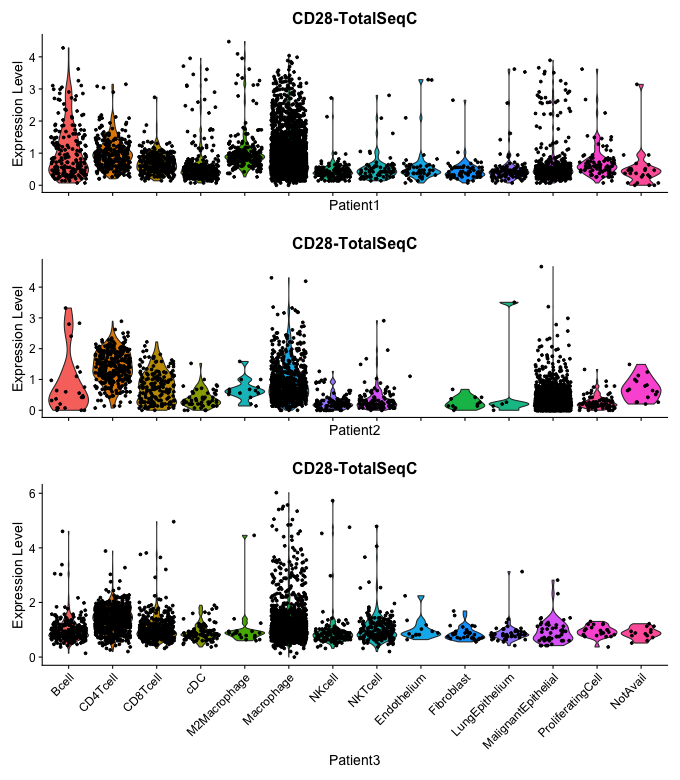 CD28-TotalSeqC
Expression Level
4
3
2
1
0
Patient1
CD28-TotalSeqC
Expression Level
4
3
2
1
0
Patient2
CD28-TotalSeqC
Expression Level
6
4
2
0
Bcell
CD4Tcell
CD8Tcell
cDC
M2Macrophage
Macrophage
NKcell
NKTcell
Endothelium
Fibroblast
LungEpithelium
MalignantEpithelial
ProliferatingCell
NotAvail
Patient3